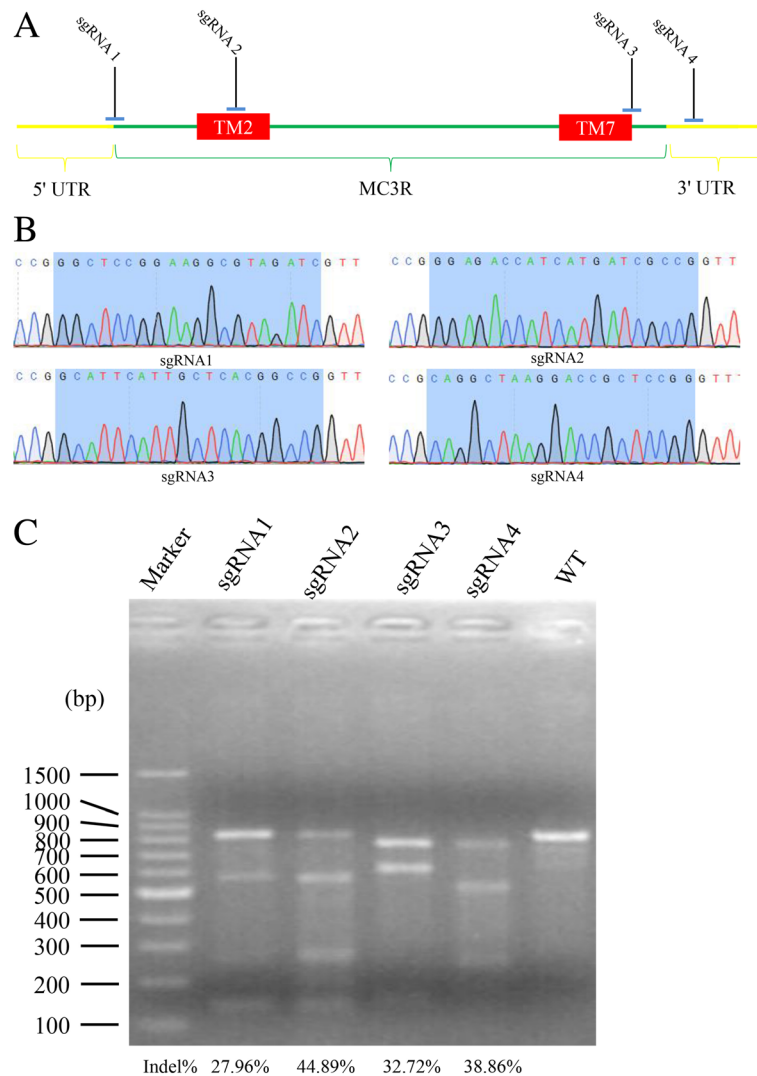 A
sgRNA 1
sgRNA 2
sgRNA 3
sgRNA 4
TM2
TM7
5' UTR
MC3R
3' UTR
B
C C G G G C T C C G G A A G G C G T A G A T C G T T
C C G G G A G A C C A T C A T G A T C G C C G G T T
sgRNA1
sgRNA2
C C G G C A T T C A T T G C T C A C G G C C G G T T
C C G C A G G C T A A G G A C C G C T C C G G G T T T
sgRNA3
sgRNA4
C
Marker
sgRNA1
sgRNA2
sgRNA3
sgRNA4
WT
(bp)
1500
1000
900
800
700
600
500
400
300
200
100
Indel% 27.96% 44.89% 32.72% 38.86%